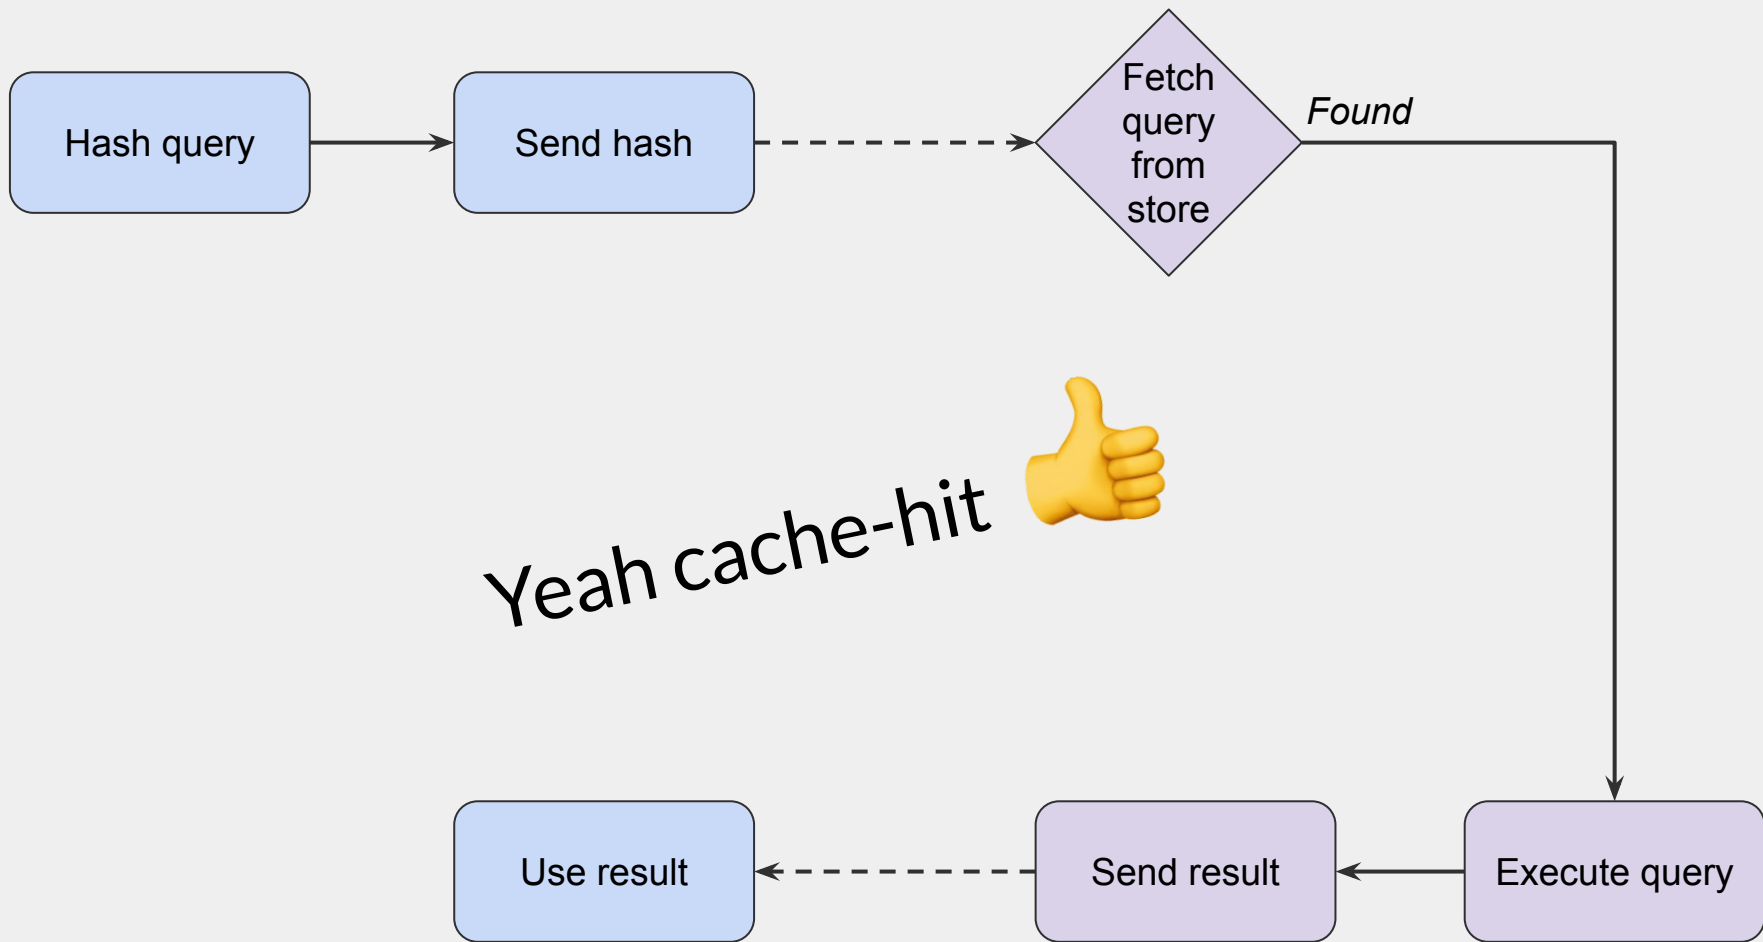 Hash query
Send hash
Fetch
query
from
store
Found
Yeah cache-hit 👍
Use result
Send result
Execute query